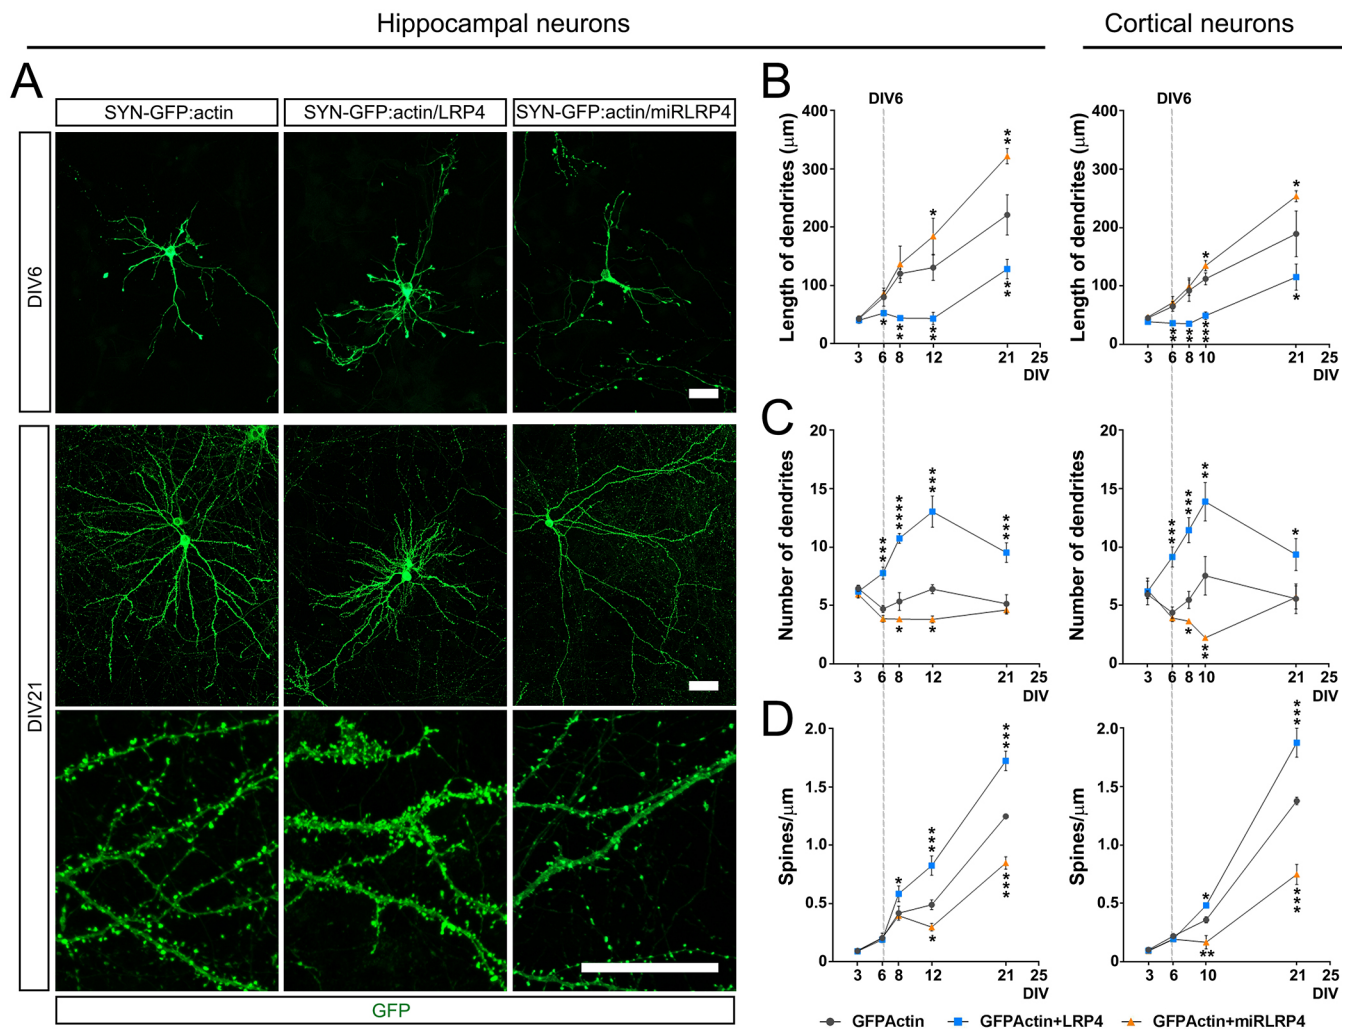 Hippocampal neurons
Cortical neurons
A
SYN-GFP:actin
SYN-GFP:actin/LRP4
SYN-GFP:actin/miRLRP4
DIV6
DIV21
GFP
B
DIV6
Length of dendrites (μm)
400
300
200
100
0
*
**
**
*
**
**
3 6 8 12 21 25
DIV
DIV6
Length of dendrites (μm)
400
300
200
100
0
**
**
***
*
*
*
3 6 8 10 21 25
DIV
C
Number of dendrites
20
15
10
5
0
***
****
***
***
*
*
3 6 8 12 21 25
DIV
Number of dendrites
20
15
10
5
0
***
***
**
*
*
**
3 6 8 10 21 25
DIV
D
Spines/μm
2.0
1.5
1.0
0.5
0
*
***
***
*
***
3 6 8 12 21 25
DIV
Spines/μm
2.0
1.5
1.0
0.5
0
*
***
**
***
3 6 10 21 25
DIV
GFPActin
GFPActin+LRP4
GFPActin+miRLRP4